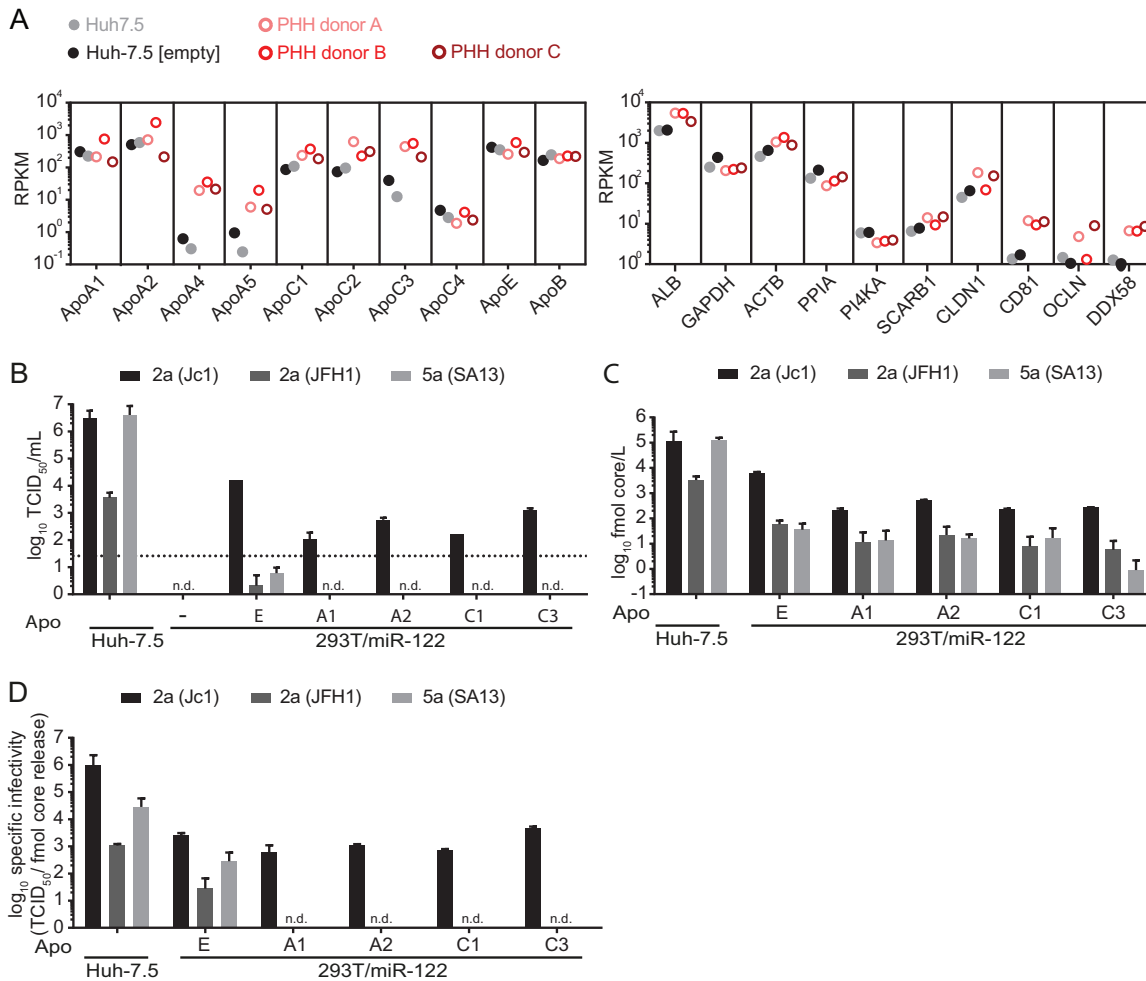 A
Huh7.5
PHH donor A
Huh-7.5 [empty]
PHH donor B
PHH donor C
RPKM
10^4
10^3
10^2
10^1
10^0
10^-1
ApoA1
ApoA2
ApoA4
ApoA5
ApoC1
ApoC2
ApoC3
ApoC4
ApoE
ApoB
RPKM
10^4
10^3
10^2
10^1
10^0
ALB
GAPDH
ACTB
PPIA
PI4KA
SCARB1
CLDN1
CD81
OCLN
DDX58
B
2a (Jc1)
2a (JFH1)
5a (SA13)
log10 TCID50/mL
7
6
5
4
3
2
1
0
n.d.
n.d.
n.d.
n.d.
n.d.
Apo
–
E
A1
A2
C1
C3
Huh-7.5
293T/miR-122
C
2a (Jc1)
2a (JFH1)
5a (SA13)
log10 fmol core/L
6
5
4
3
2
1
0
-1
Apo
E
A1
A2
C1
C3
Huh-7.5
293T/miR-122
D
2a (Jc1)
2a (JFH1)
5a (SA13)
log10 specific infectivity
(TCID50/ fmol core release)
7
6
5
4
3
2
1
0
n.d.
n.d.
n.d.
n.d.
Apo
E
A1
A2
C1
C3
Huh-7.5
293T/miR-122